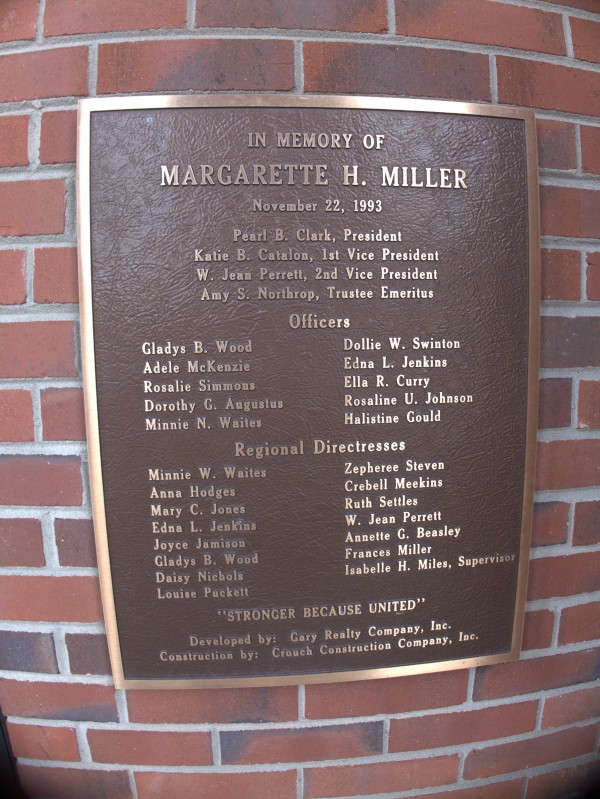 IN MEMORY OF
MARGARETTE H. MILLER
November 22, 1993
Pearl B. Clark, President
Katie B. Catalon, 1st Vice President
W. Jean Perrett, 2nd Vice President
Amy S. Northrop, Trustee Emeritus
Officers
Gladys B. Wood
Adele McKenzie
Rosalie Simmons
Dorothy G. Augustus
Minnie N. Waites
Dollie W. Swinton
Edna L. Jenkins
Ella R. Curry
Rosaline U. Johnson
Halistine Gould
Regional Directresses
Minnie W. Waites
Anna Hodges
Mary C. Jones
Edna L. Jenkins
Joyce Jamison
Gladys B. Wood
Daisy Nichols
Louise Puckett
Zepheree Steven
Crebell Meekins
Ruth Settles
W. Jean Perrett
Annette G. Beasley
Frances Miller
Isabelle H. Miles, Supervisor
"STRONGER BECAUSE UNITED"
Developed by: Gary Realty Company, Inc.
Construction by: Crouch Construction Company, Inc.